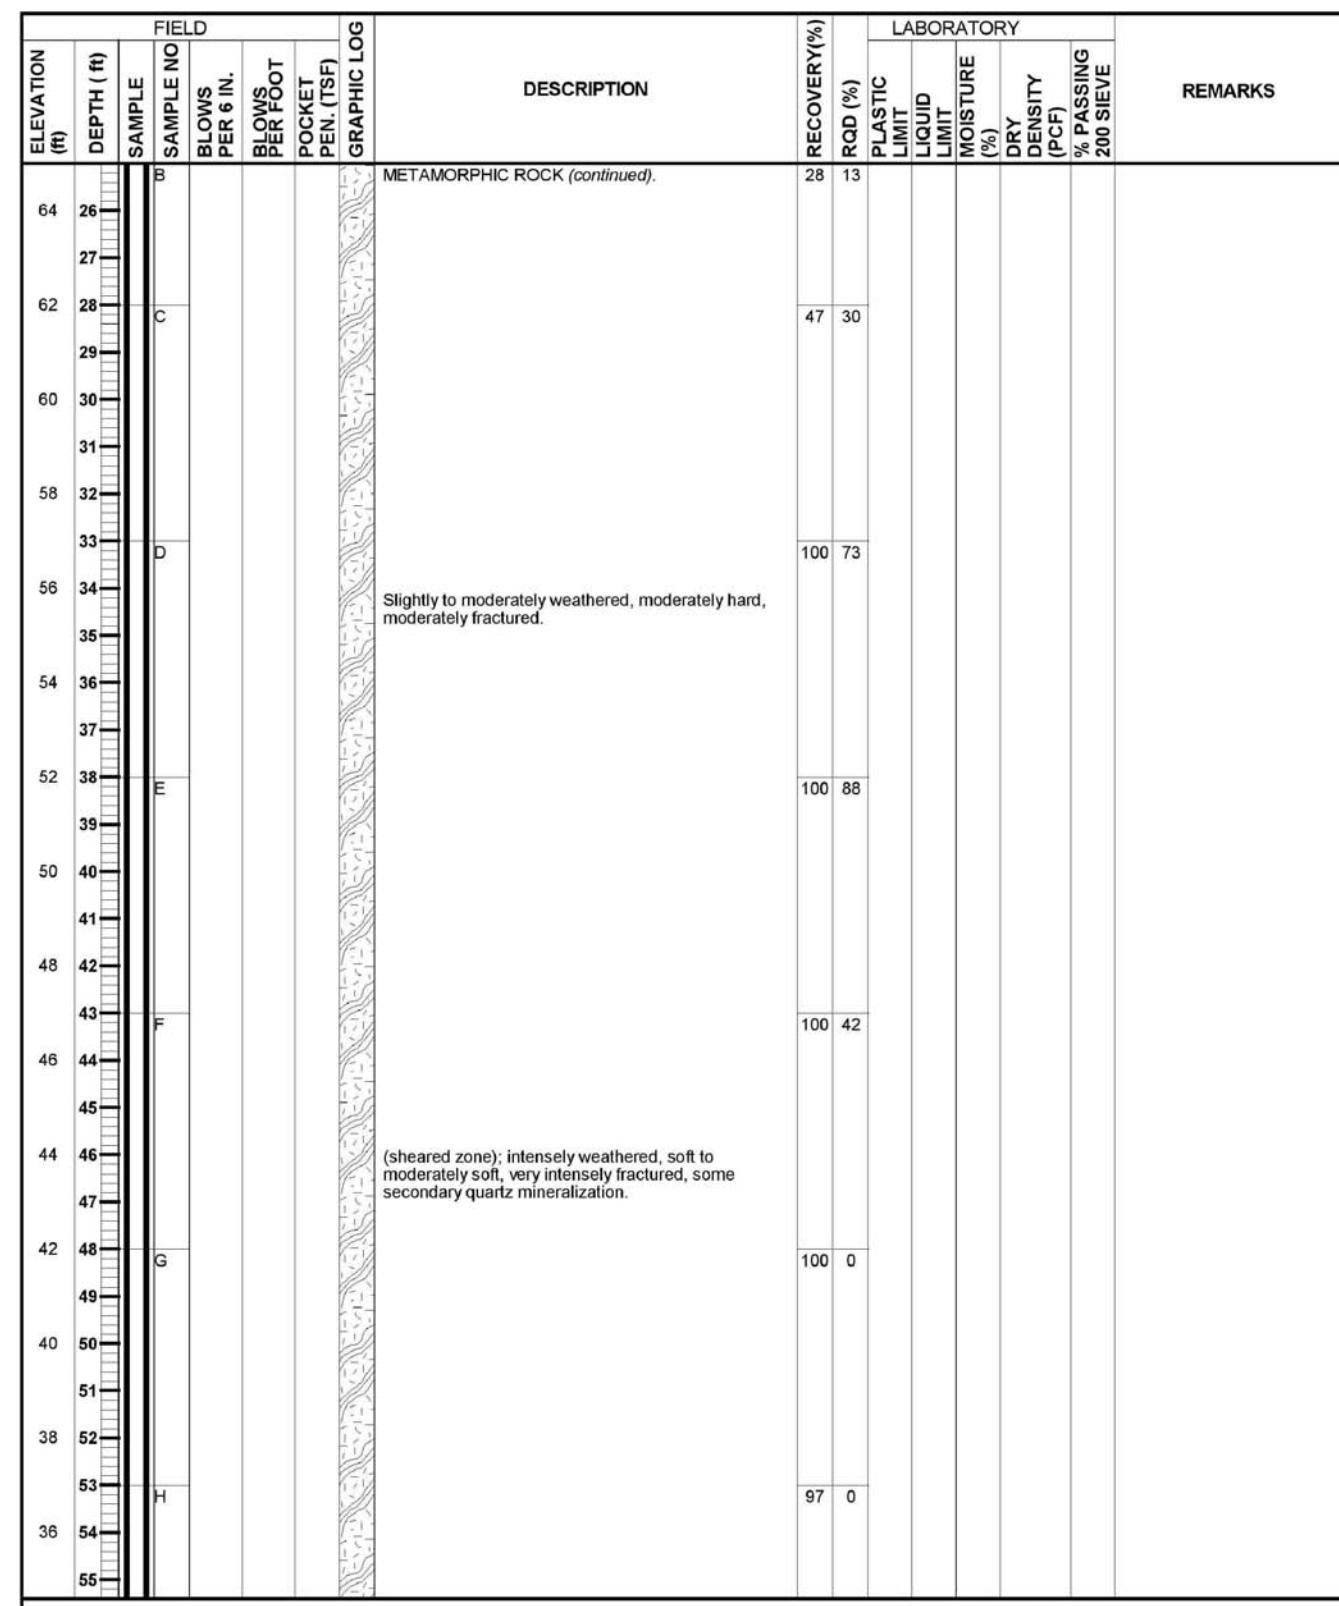 FIELD
LABORATORY
ELEVATION
(ft)
DEPTH ( ft)
SAMPLE
SAMPLE NO
BLOWS
PER 6 IN.
BLOWS
PER FOOT
POCKET
PEN. (TSF)
GRAPHIC LOG
DESCRIPTION
RECOVERY(%)
RQD (%)
PLASTIC
LIMIT
LIQUID
LIMIT
MOISTURE
(%)
DRY
DENSITY
(PCF)
% PASSING
200 SIEVE
REMARKS
B METAMORPHIC ROCK (continued). 28 13
64 26
27
62 28
C 47 30
29
60 30
31
58 32
33
D 100 73
56 34
Slightly to moderately weathered, moderately hard,
moderately fractured.
35
54 36
37
52 38
E 100 88
39
50 40
41
48 42
43
F 100 42
46 44
45
44 46 (sheared zone); intensely weathered, soft to
moderately soft, very intensely fractured, some
secondary quartz mineralization.
47
42 48
G 100 0
49
40 50
51
38 52
53
H 97 0
36 54
55